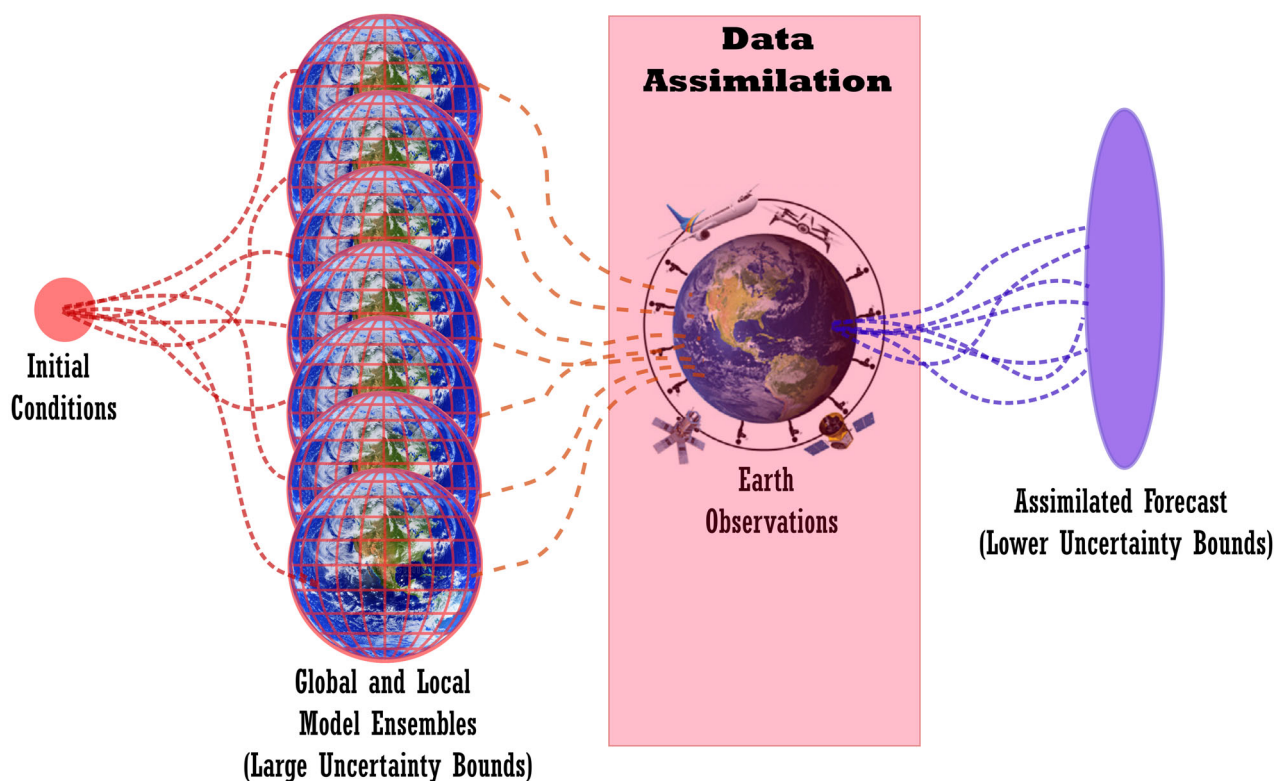 Data
Assimilation
Initial
Conditions
Earth
Observations
Assimilated Forecast
(Lower Uncertainty Bounds)
Global and Local
Model Ensembles
(Large Uncertainty Bounds)